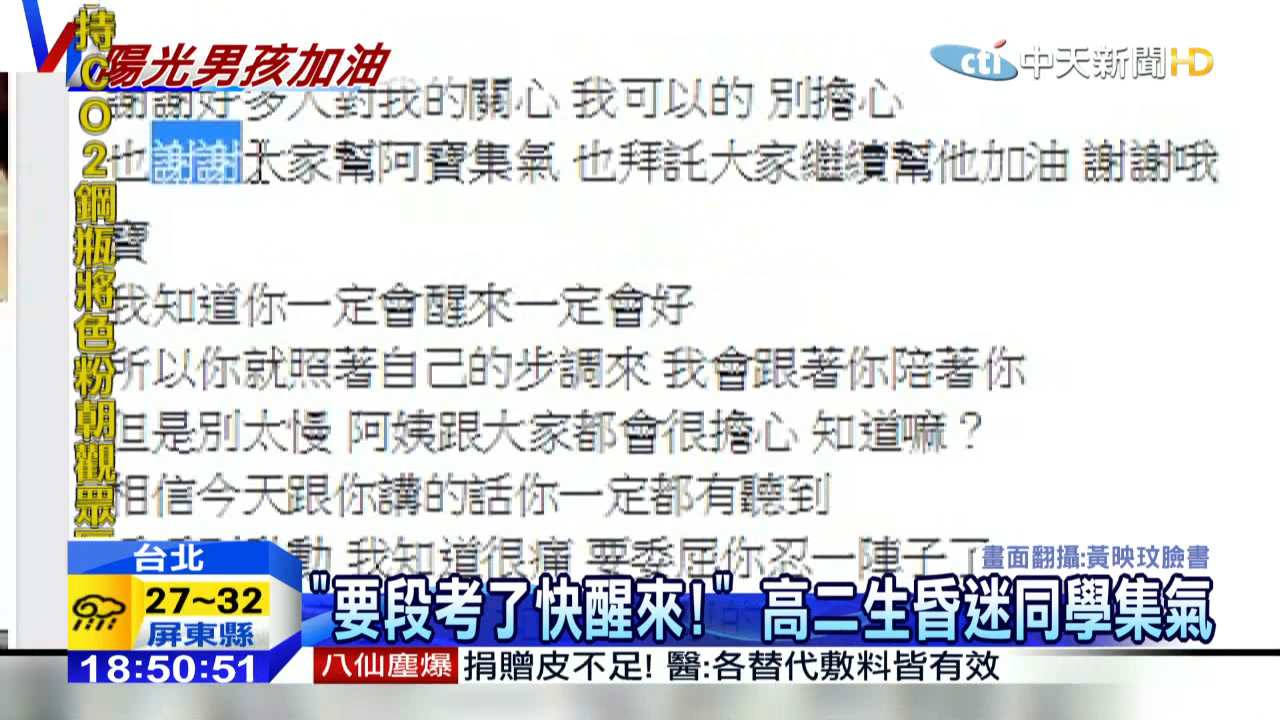 陽光男孩加油
cti 中天新聞HD
持CO2鋼瓶將色粉朝觀眾
謝謝好多人對我的關心 我可以的 別擔心
也謝謝大家幫阿寶集氣 也拜託大家繼續幫他加油 謝謝哦
寶
我知道你一定會醒來一定會好
所以你就照著自己的步調來 我會跟著你陪著你
但是別太慢 阿姨跟大家都會很擔心 知道嘛？
相信今天跟你講的話你一定都有聽到
動 我知道很痛 要委屈你忍一陣子了
畫面翻攝:黃映玟臉書
台北
27~32
屏東縣
18:50:51
"要段考了快醒來!" 高二生昏迷同學集氣
八仙塵爆 捐贈皮不足! 醫:各替代敷料皆有效